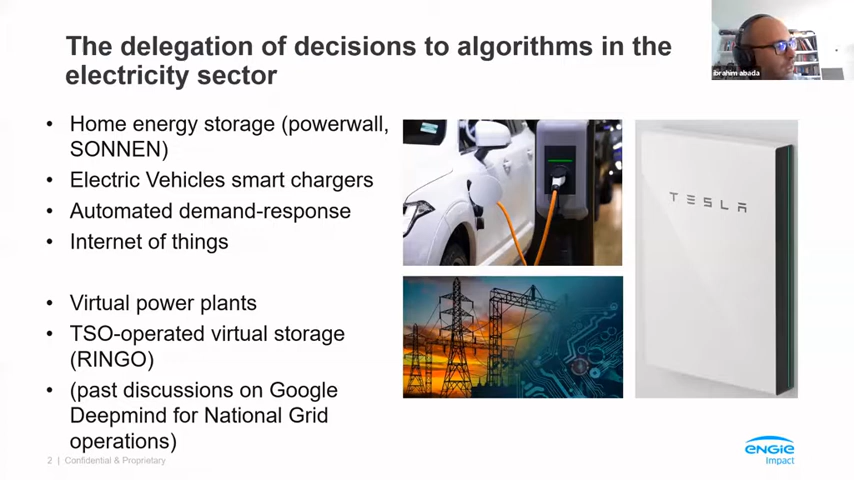 The delegation of decisions to algorithms in the
electricity sector
ibrahim abada
• Home energy storage (powerwall,
SONNEN)
• Electric Vehicles smart chargers
• Automated demand-response
• Internet of things
• Virtual power plants
• TSO-operated virtual storage
(RINGO)
• (past discussions on Google
Deepmind for National Grid
operations)
TESLA
2 | Confidential & Proprietary
ENGIE
Impact